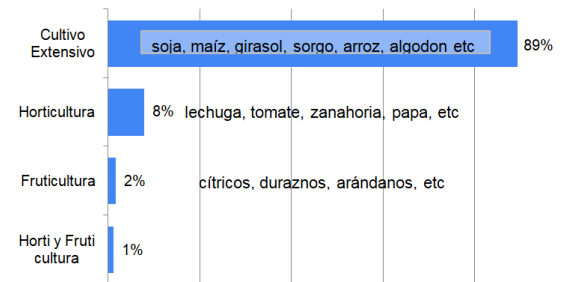 Cultivo
Extensivo
soja, maíz, girasol, sorgo, arroz, algodon etc
89%
Horticultura
8%
lechuga, tomate, zanahoria, papa, etc
Fruticultura
2%
cítricos, duraznos, arándanos, etc
Horti y Fruti
cultura
1%